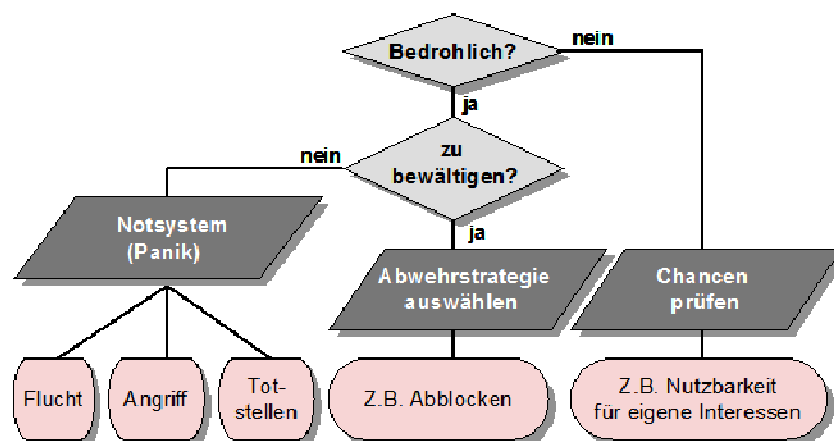 Bedrohlich?
nein
ja
zu
bewältigen?
nein
ja
Notsystem
(Panik)
Abwehrstrategie
auswählen
Chancen
prüfen
Flucht
Angriff
Tot-
stellen
Z.B. Abblocken
Z.B. Nutzbarkeit
für eigene Interessen